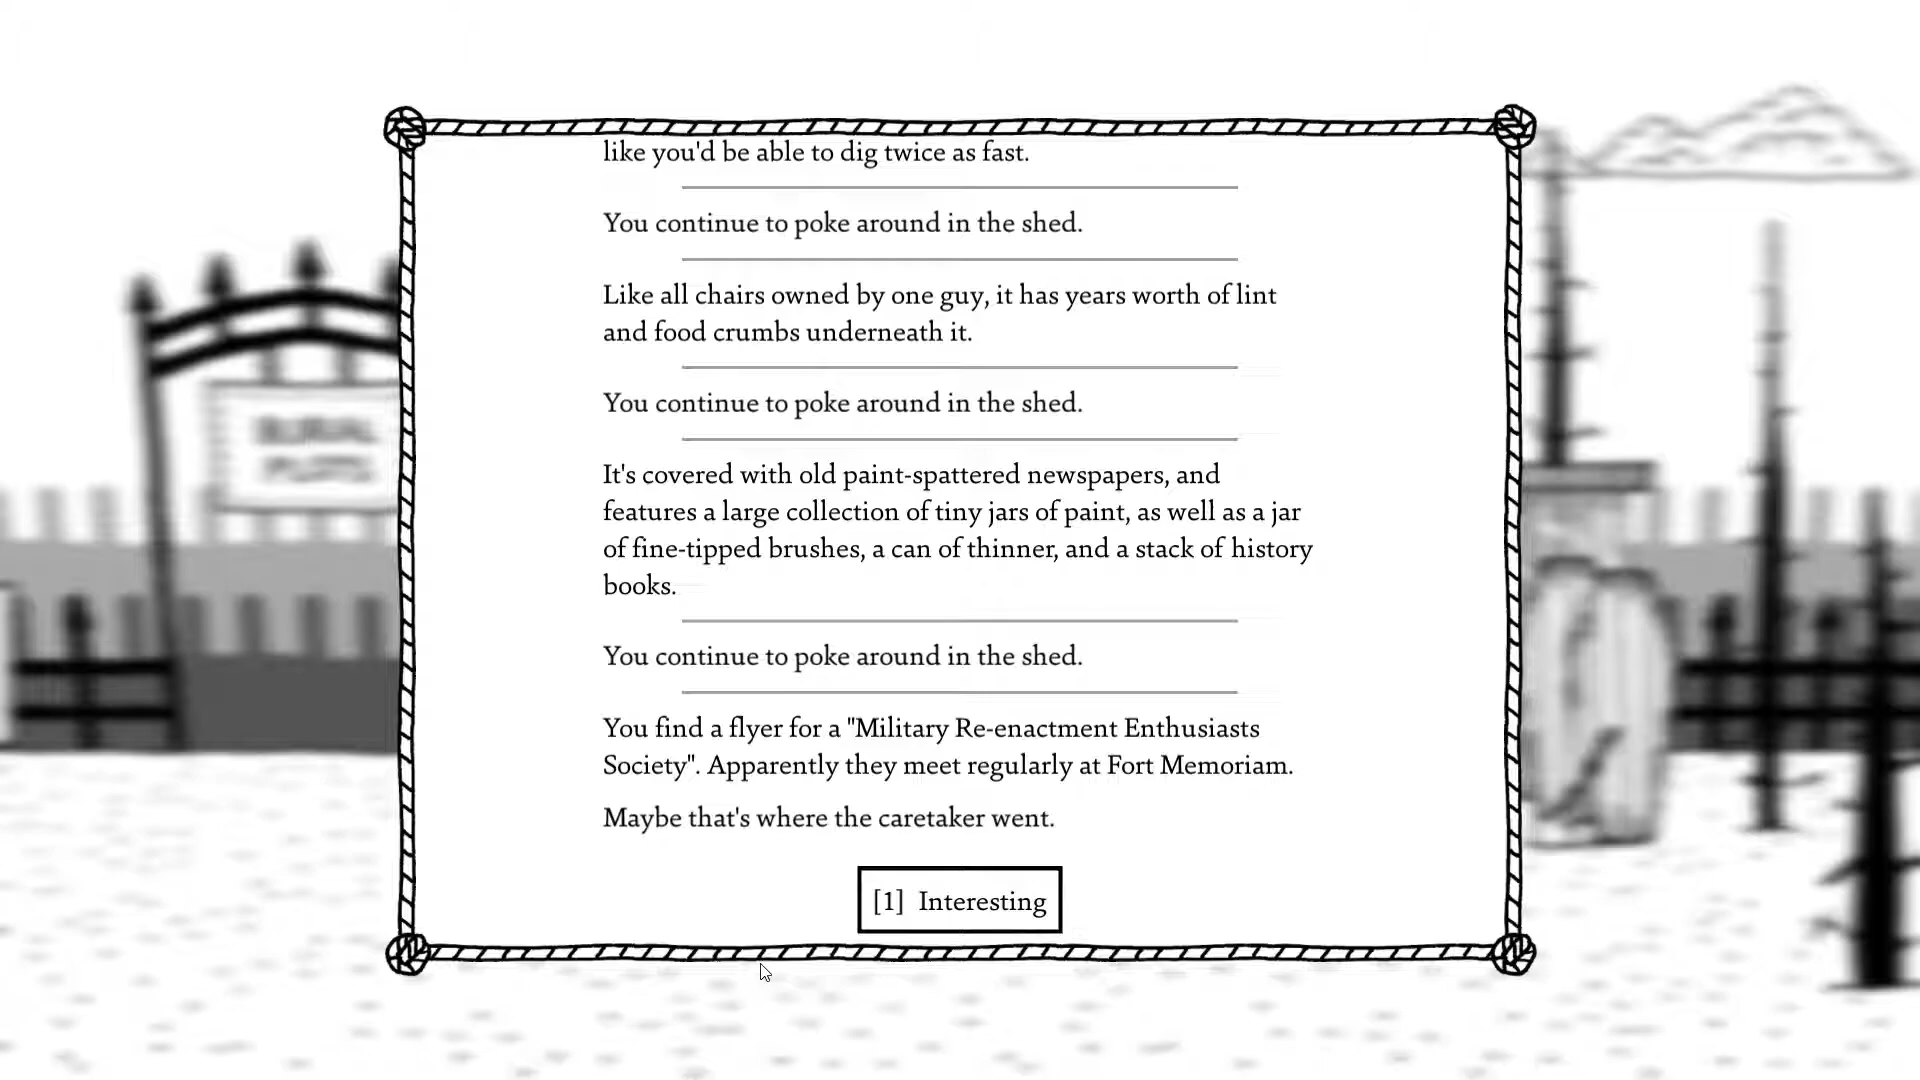 like you'd be able to dig twice as fast.
You continue to poke around in the shed.
Like all chairs owned by one guy, it has years worth of lint
and food crumbs underneath it.
You continue to poke around in the shed.
It's covered with old paint-spattered newspapers, and
features a large collection of tiny jars of paint, as well as a jar
of fine-tipped brushes, a can of thinner, and a stack of history
books.
You continue to poke around in the shed.
You find a flyer for a "Military Re-enactment Enthusiasts
Society". Apparently they meet regularly at Fort Memoriam.
Maybe that's where the caretaker went.
[1] Interesting